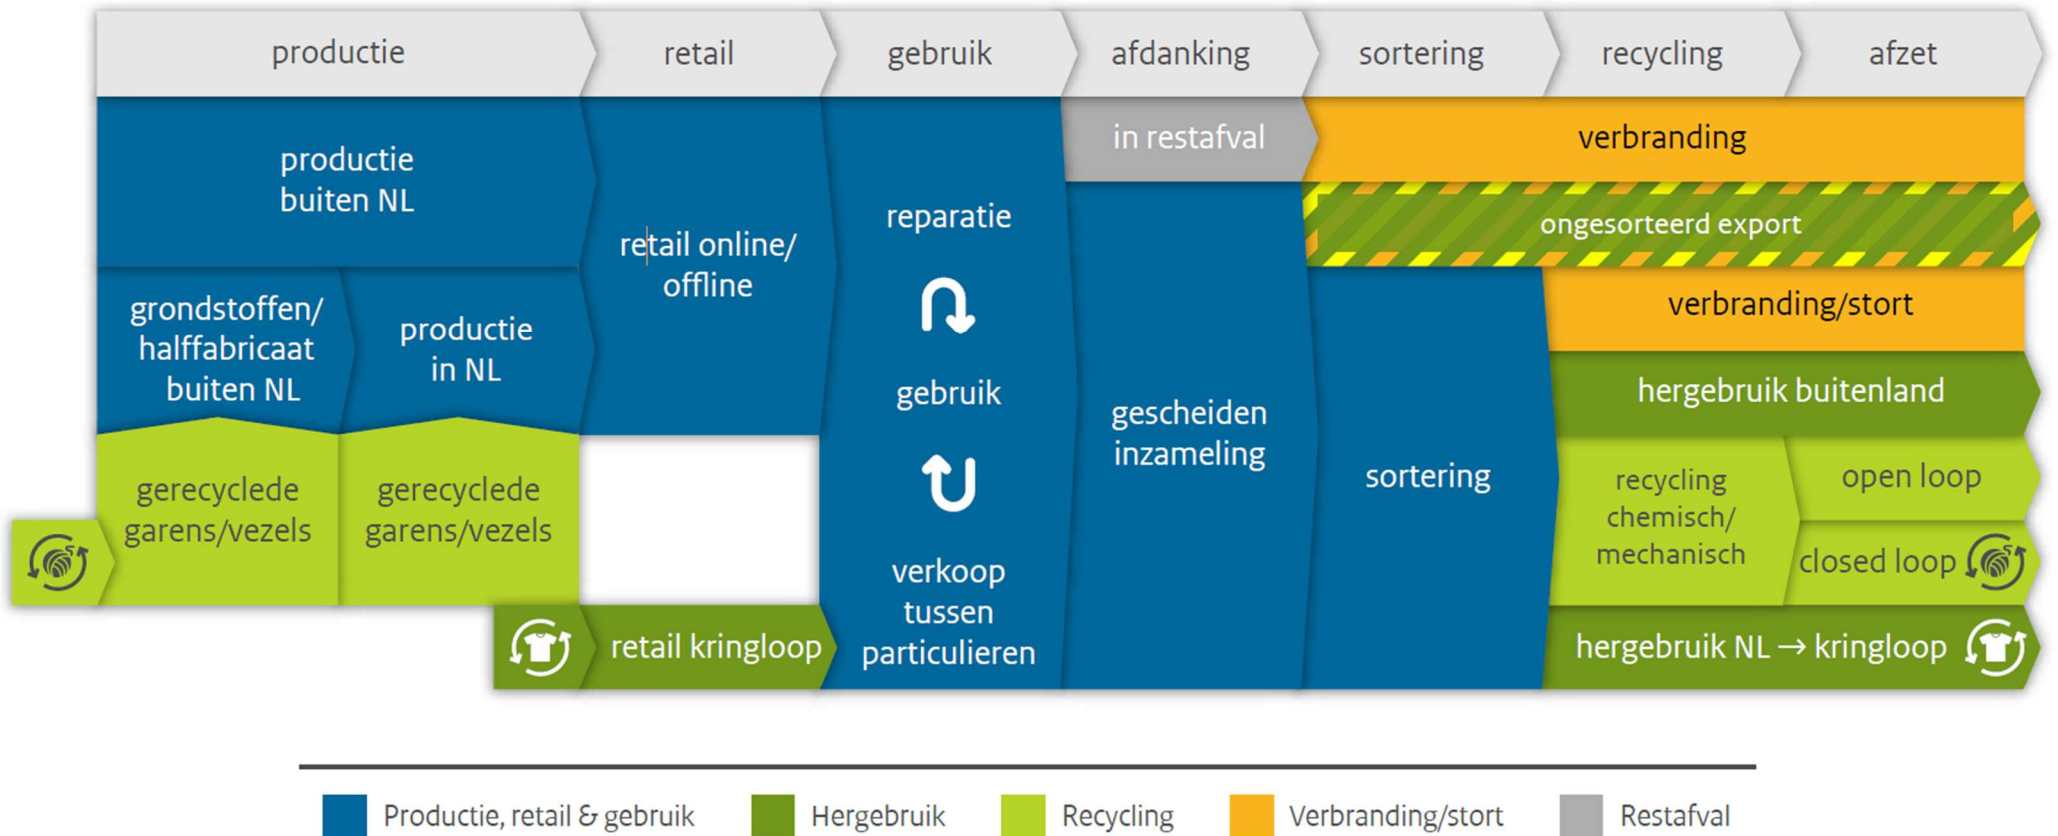 productie
retail
gebruik
afdanking
sortering
recycling
afzet
productie
buiten NL
grondstoffen/
halffabricaat
buiten NL
productie
in NL
gerecyclede
garens/vezels
gerecyclede
garens/vezels
retail online/
offline
retail kringloop
reparatie
gebruik
verkoop
tussen
particulieren
in restafval
gescheiden
inzameling
verbranding
ongesorteerd export
sortering
verbranding/stort
hergebruik buitenland
recycling
chemisch/
mechanisch
open loop
closed loop
hergebruik NL → kringloop
Productie, retail & gebruik
Hergebruik
Recycling
Verbranding/stort
Restafval